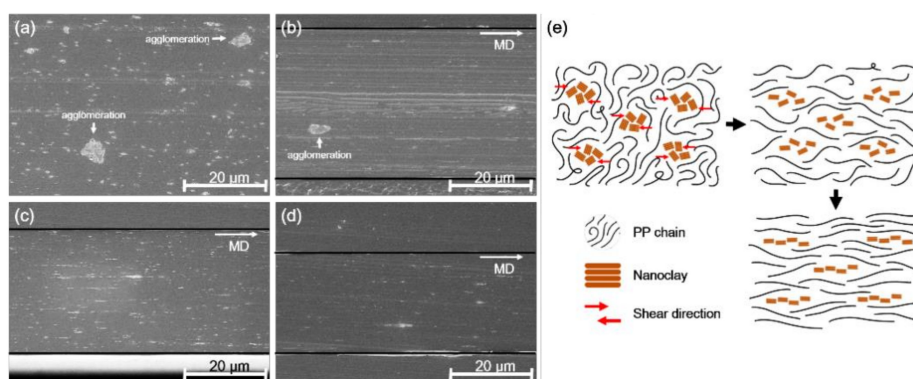 (a)
agglomeration
agglomeration
20 µm
(b)
MD
agglomeration
20 µm
(c)
MD
20 µm
(d)
MD
20 µm
(e)
PP chain
Nanoclay
Shear direction